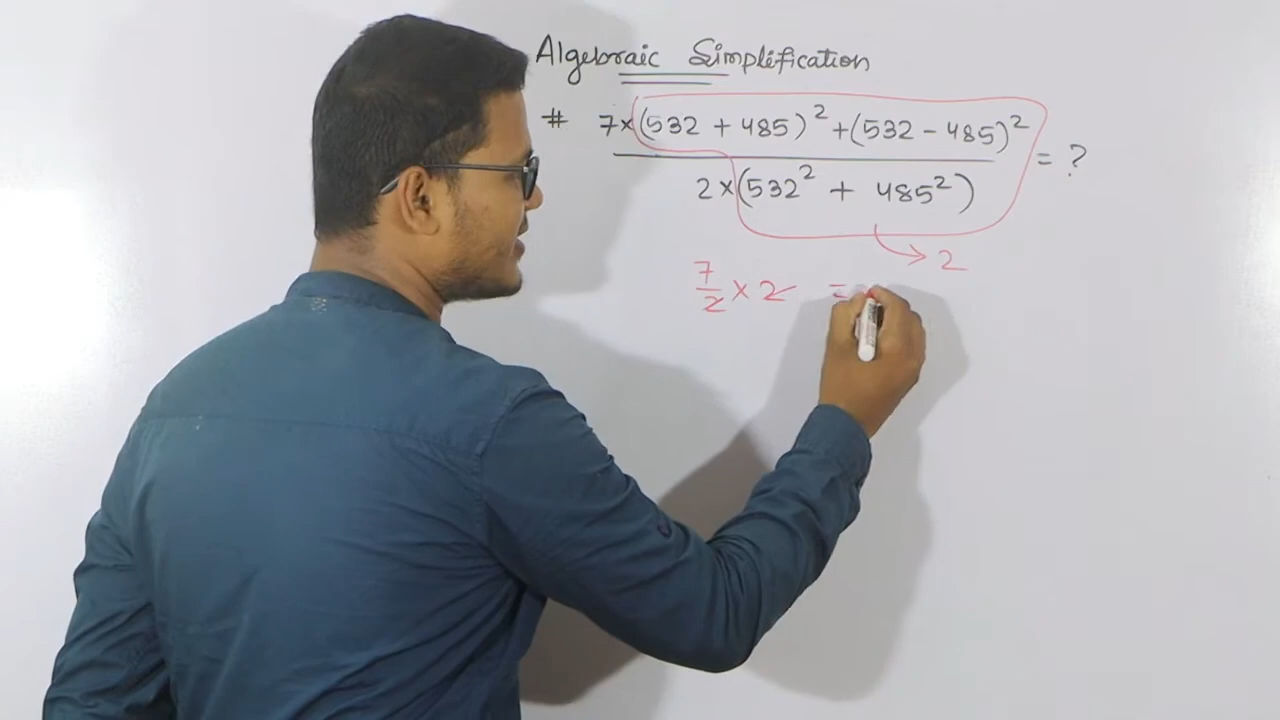 Algebraic Simplification
# 7×(532 + 485)² + (532 - 485)²
2×(532² + 485²)
= ?
→ 2
7/2 × 2 =